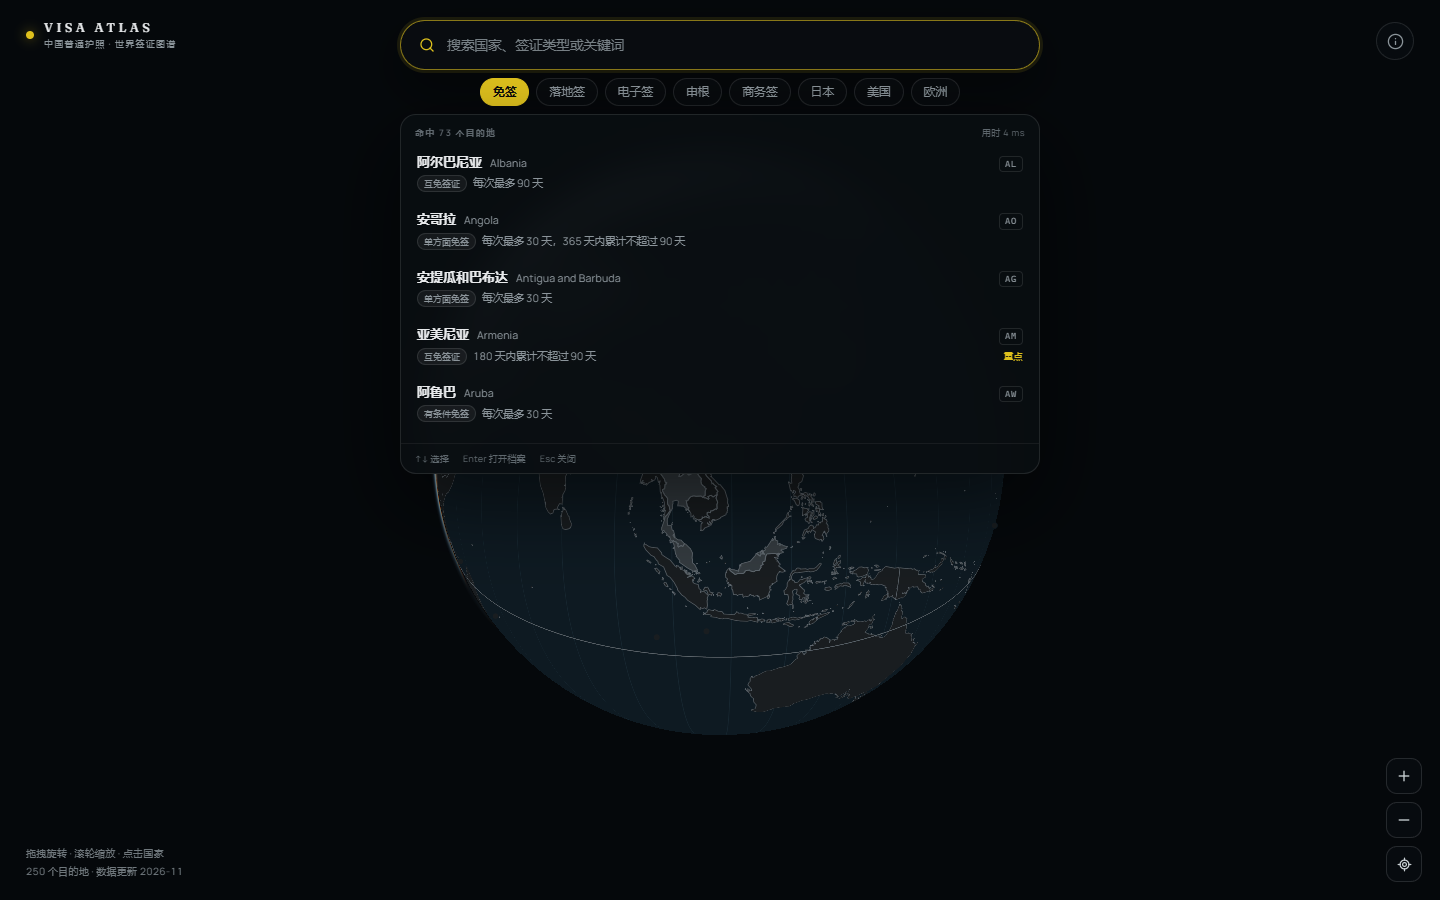 VISA ATLAS
中国普通护照 · 世界签证图谱
搜索国家、签证类型或关键词
免签 落地签 电子签 申根 商务签 日本 美国 欧洲
命中 73 个目的地 用时 4 ms
阿尔巴尼亚 Albania AL
互免签证 每次最多 90 天
安哥拉 Angola AO
单方面免签 每次最多 30 天，365 天内累计不超过 90 天
安提瓜和巴布达 Antigua and Barbuda AG
单方面免签 每次最多 30 天
亚美尼亚 Armenia AM
互免签证 180 天内累计不超过 90 天 重点
阿鲁巴 Aruba AW
有条件免签 每次最多 30 天
↑↓ 选择 Enter 打开档案 Esc 关闭
拖拽旋转 · 滚轮缩放 · 点击国家
250 个目的地 · 数据更新 2026-11